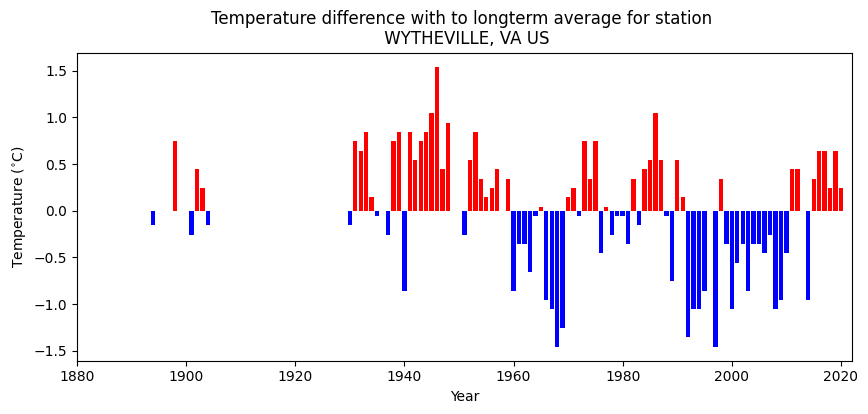 Temperature difference with to longterm average for station
WYTHEVILLE, VA US
1.5
1.0
0.5
0.0
−0.5
−1.0
−1.5
Temperature (°C)
1880 1900 1920 1940 1960 1980 2000 2020
Year